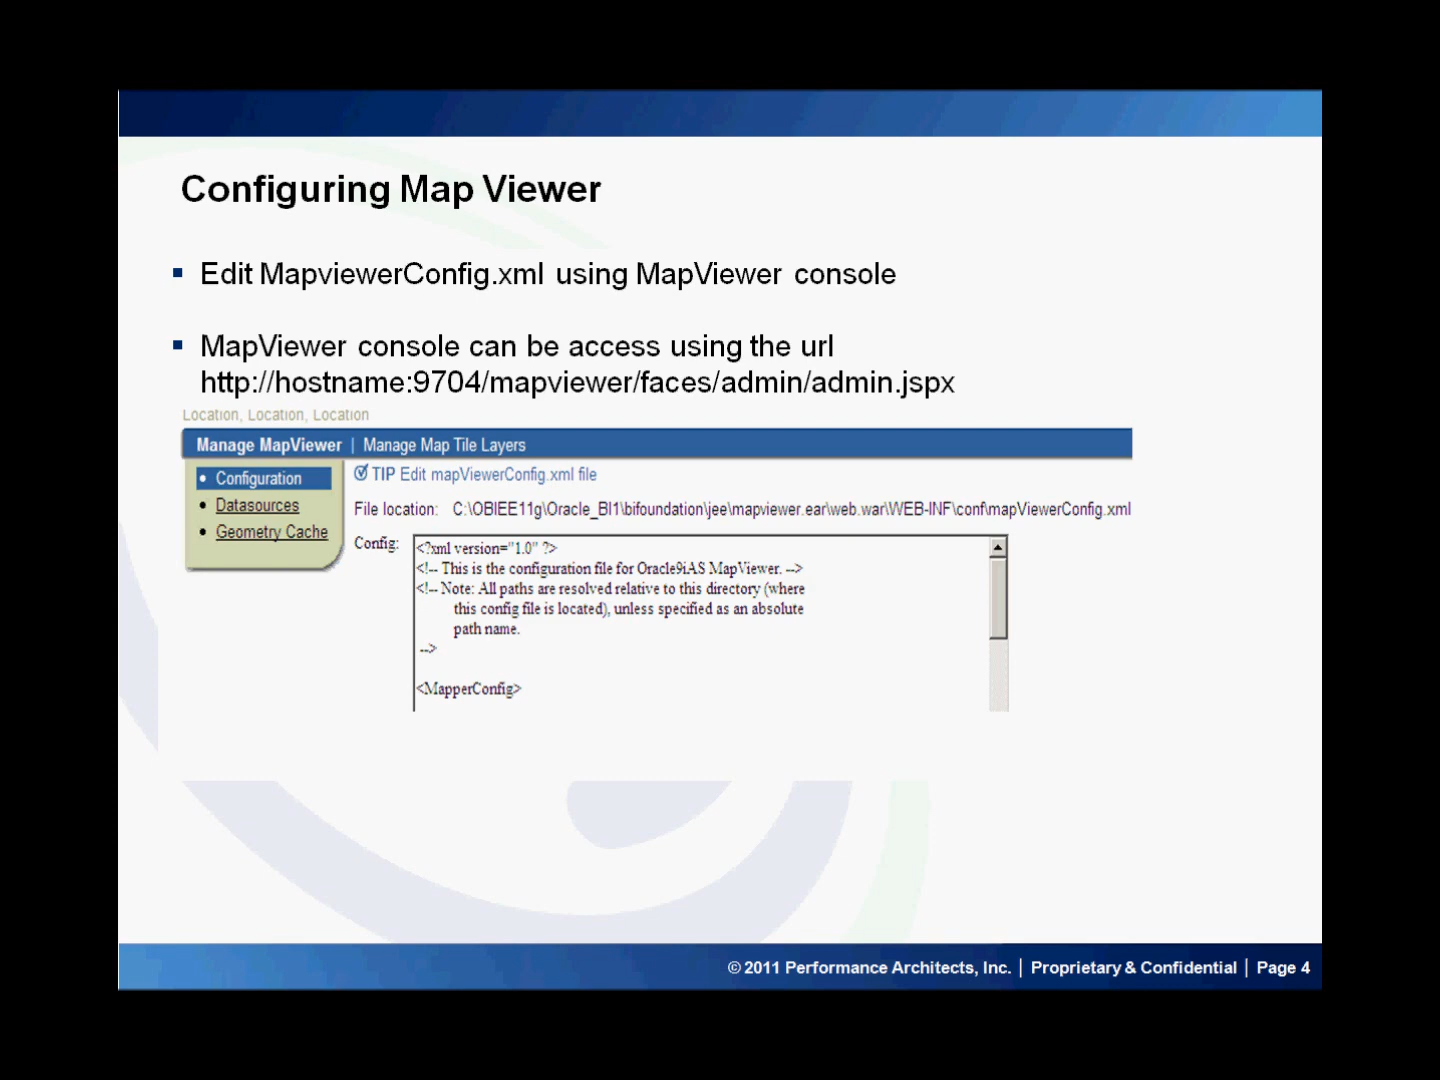 Configuring Map Viewer
Edit MapviewerConfig.xml using MapViewer console
MapViewer console can be access using the url
http://hostname:9704/mapviewer/faces/admin/admin.jspx
Location, Location, Location
Manage MapViewer | Manage Map Tile Layers
Configuration
Datasources
Geometry Cache
TIP Edit mapViewerConfig.xml file
File location: C:\OBIEE11g\Oracle_BI1\bifoundation\jee\mapviewer.ear\web.war\WEB-INF\conf\mapViewerConfig.xml
Config:
<?xml version="1.0" ?>
<!-- This is the configuration file for Oracle9iAS MapViewer. -->
<!-- Note: All paths are resolved relative to this directory (where
this config file is located), unless specified as an absolute
path name.
-->
<MapperConfig>
© 2011 Performance Architects, Inc. | Proprietary & Confidential | Page 4